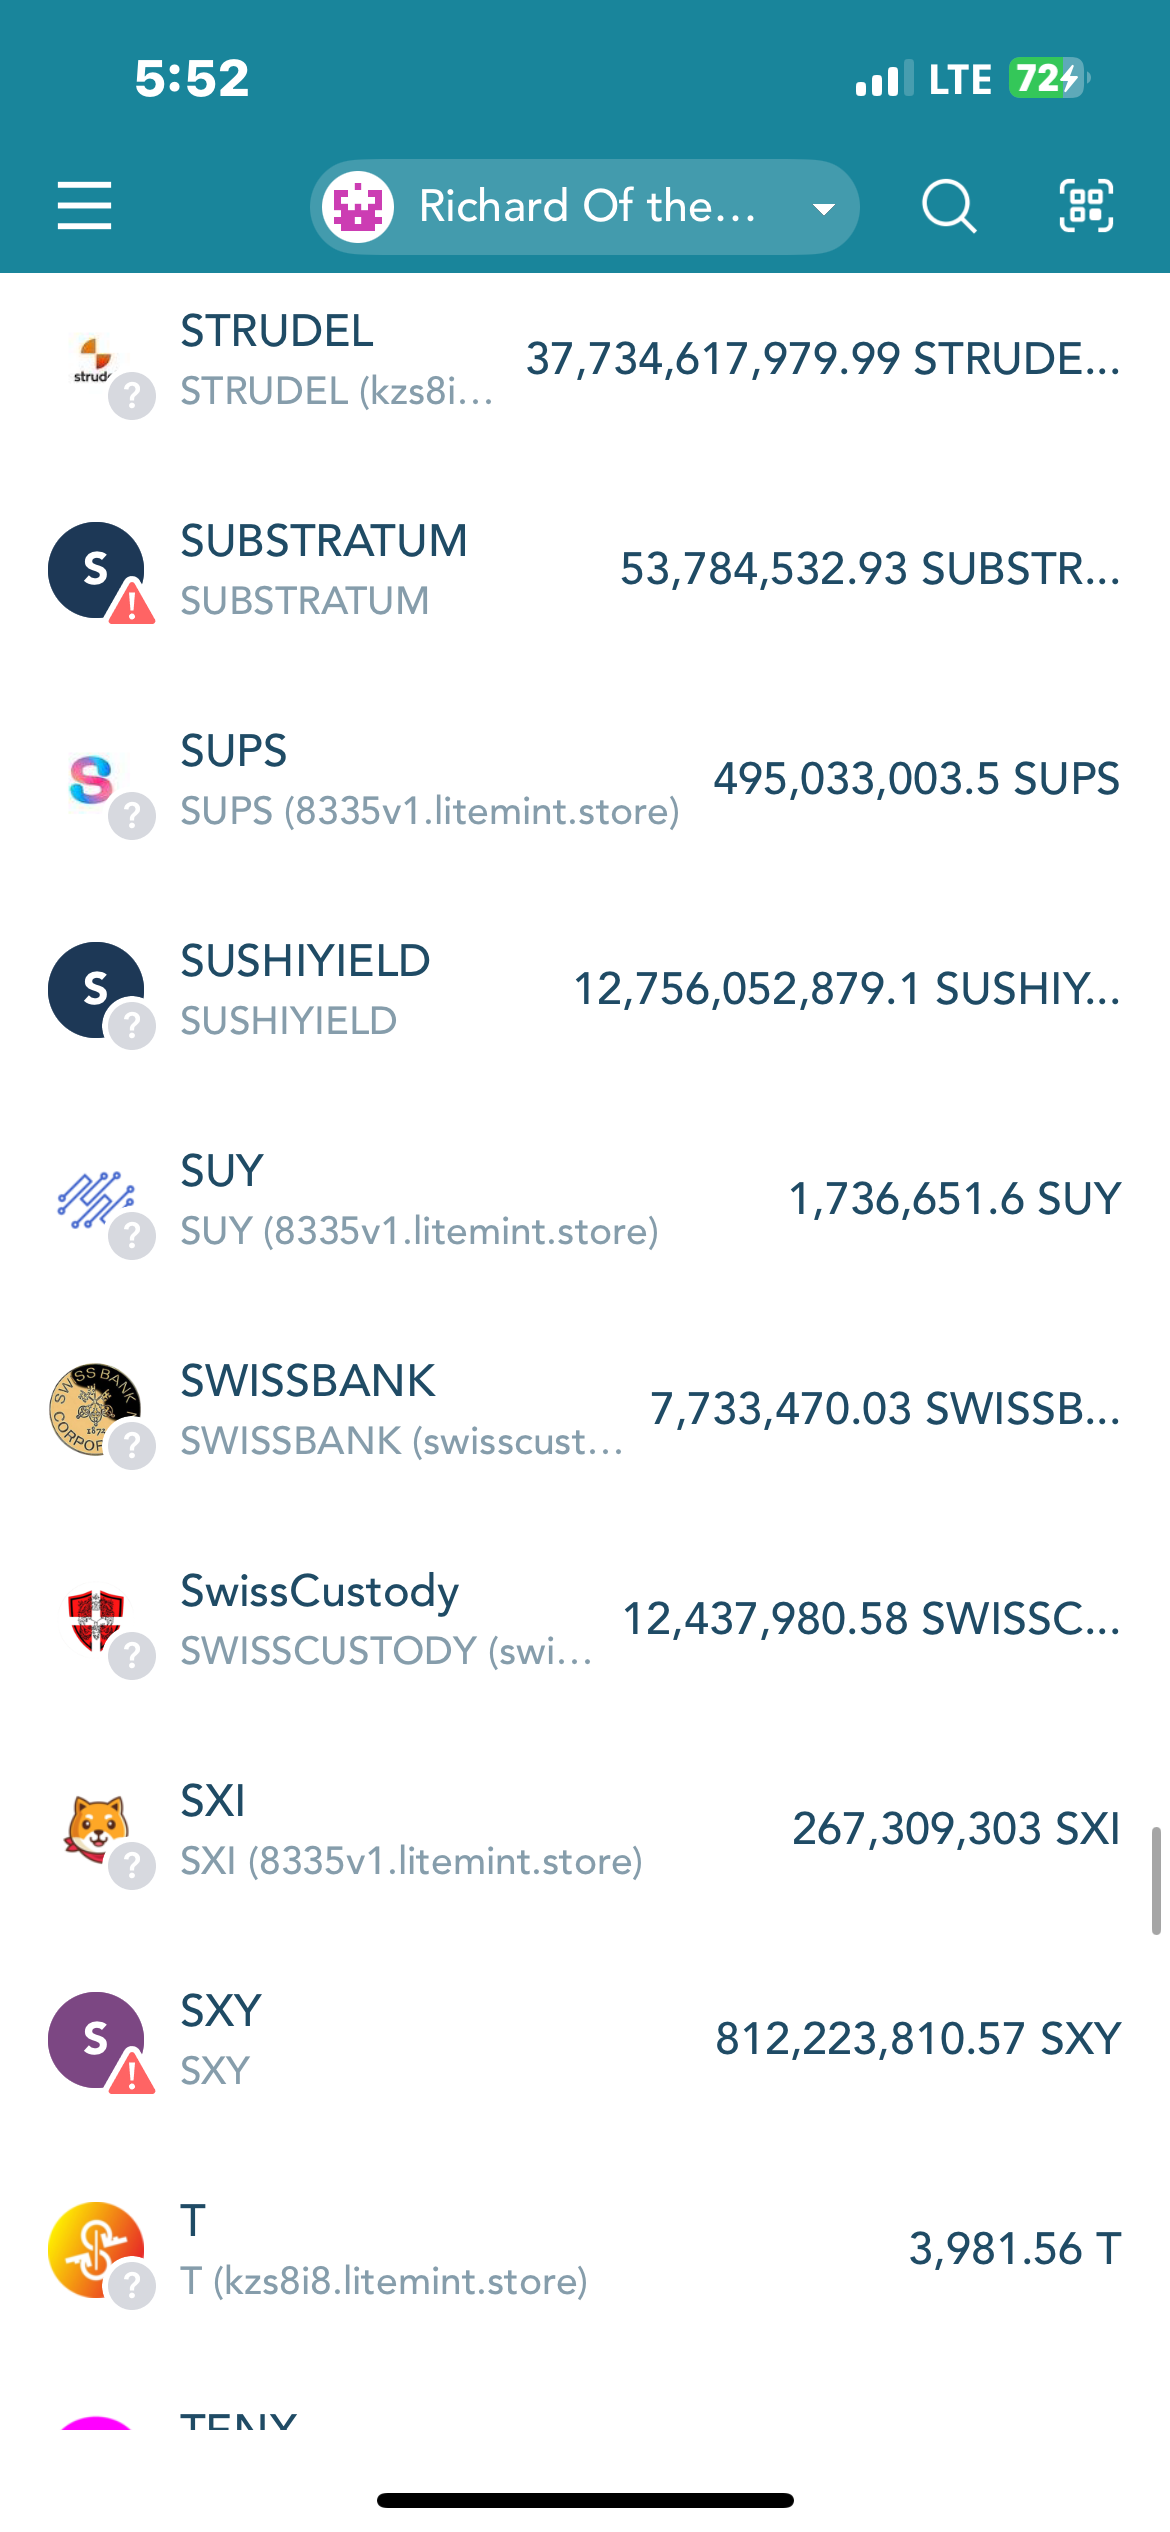 5:52
LTE 72
Richard Of the...
STRUDEL
37,734,617,979.99 STRUDE...
STRUDEL (kzs8i...
strud
?
SUBSTRATUM
S
53,784,532.93 SUBSTR...
SUBSTRATUM
!
SUPS
S
495,033,003.5 SUPS
SUPS (8335v1.litemint.store)
?
SUSHIYIELD
S
12,756,052,879.1 SUSHIY...
SUSHIYIELD
?
SUY
1,736,651.6 SUY
SUY (8335v1.litemint.store)
?
SWISSBANK
SWISS BANK
1872
CORPOR
7,733,470.03 SWISSB...
SWISSBANK (swisscust...
?
SwissCustody
12,437,980.58 SWISSC...
SWISSCUSTODY (swi...
?
SXI
267,309,303 SXI
SXI (8335v1.litemint.store)
?
SXY
S
812,223,810.57 SXY
SXY
!
T
3,981.56 T
T (kzs8i8.litemint.store)
?
TENX